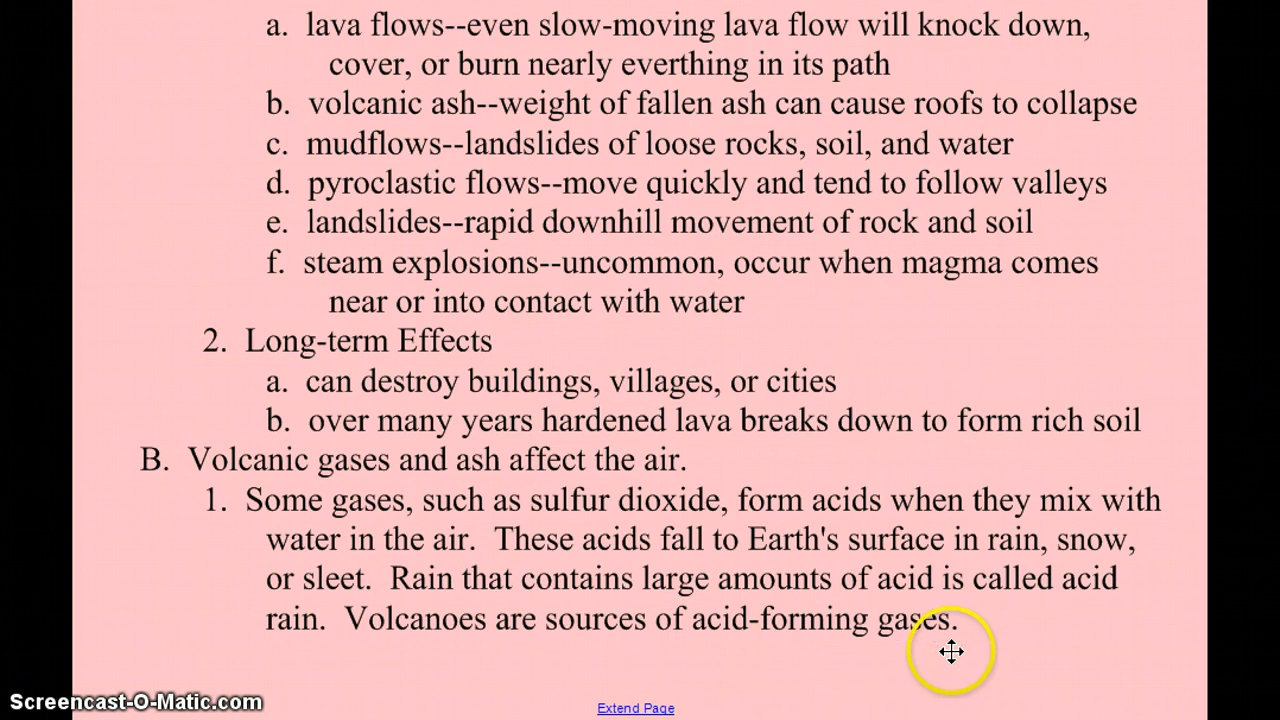 a. lava flows--even slow-moving lava flow will knock down,
cover, or burn nearly everthing in its path
b. volcanic ash--weight of fallen ash can cause roofs to collapse
c. mudflows--landslides of loose rocks, soil, and water
d. pyroclastic flows--move quickly and tend to follow valleys
e. landslides--rapid downhill movement of rock and soil
f. steam explosions--uncommon, occur when magma comes
near or into contact with water
2. Long-term Effects
a. can destroy buildings, villages, or cities
b. over many years hardened lava breaks down to form rich soil
B. Volcanic gases and ash affect the air.
1. Some gases, such as sulfur dioxide, form acids when they mix with
water in the air. These acids fall to Earth's surface in rain, snow,
or sleet. Rain that contains large amounts of acid is called acid
rain. Volcanoes are sources of acid-forming gases.
Screencast-O-Matic.com
Extend Page